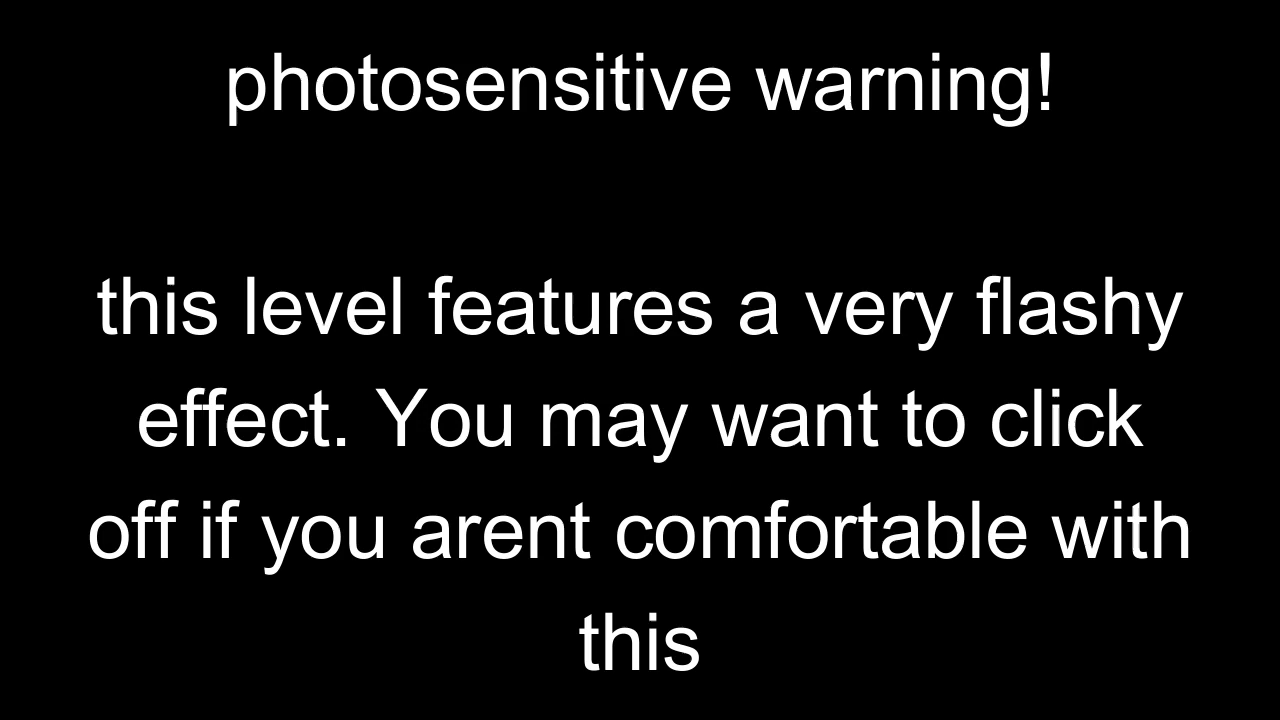 photosensitive warning!
this level features a very flashy
effect. You may want to click
off if you arent comfortable with
this